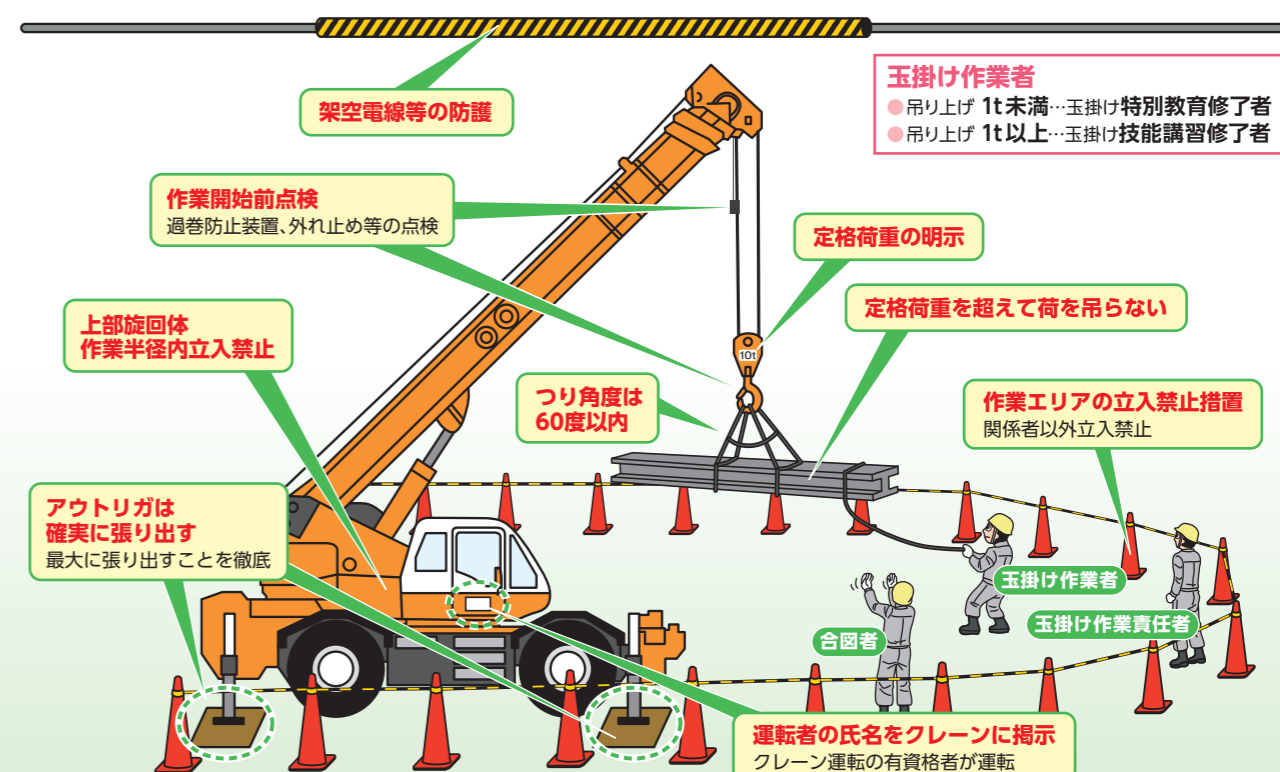 架空電線等の防護
玉掛け作業者
●吊り上げ 1t未満…玉掛け特別教育修了者
●吊り上げ 1t以上…玉掛け技能講習修了者
作業開始前点検
過巻防止装置、外れ止め等の点検
定格荷重の明示
定格荷重を超えて荷を吊らない
上部旋回体
作業半径内立入禁止
10t
つり角度は
60度以内
作業エリアの立入禁止措置
関係者以外立入禁止
アウトリガは
確実に張り出す
最大に張り出すことを徹底
玉掛け作業者
玉掛け作業責任者
合図者
運転者の氏名をクレーンに掲示
クレーン運転の有資格者が運転